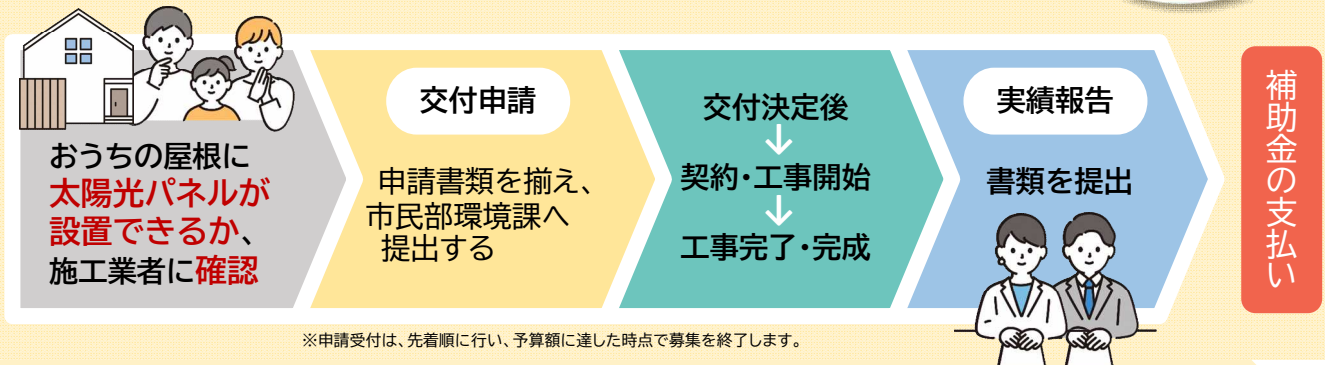 おうちの屋根に
太陽光パネルが
設置できるか、
施工業者に確認
交付申請
申請書類を揃え、
市民部環境課へ
提出する
交付決定後
↓
契約・工事開始
↓
工事完了・完成
実績報告
書類を提出
補助金の支払い
※申請受付は、先着順に行い、予算額に達した時点で募集を終了します。